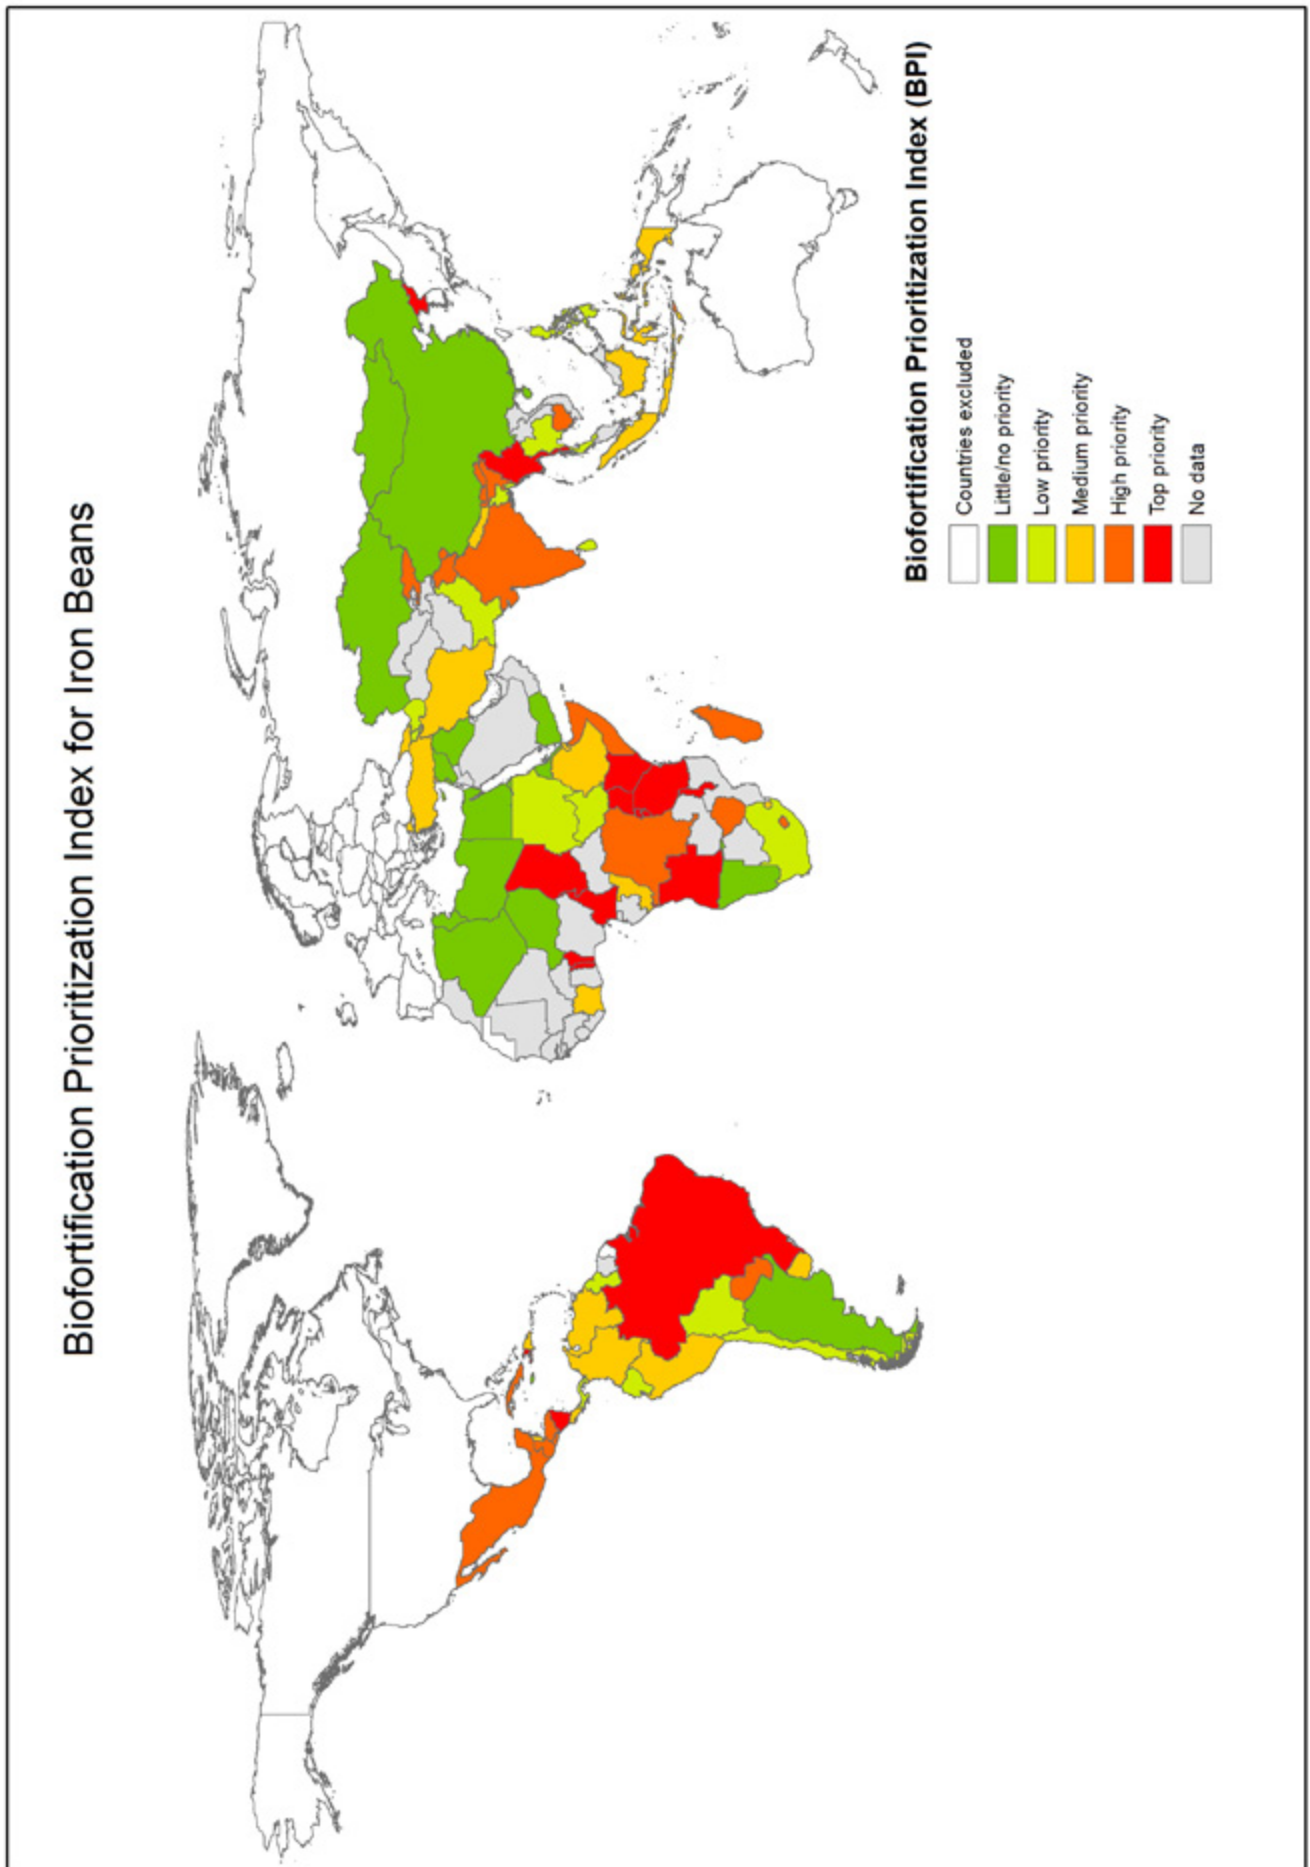 Biofortification Prioritization Index for Iron Beans
Biofortification Prioritization Index (BPI)
Countries excluded
Little/no priority
Low priority
Medium priority
High priority
Top priority
No data